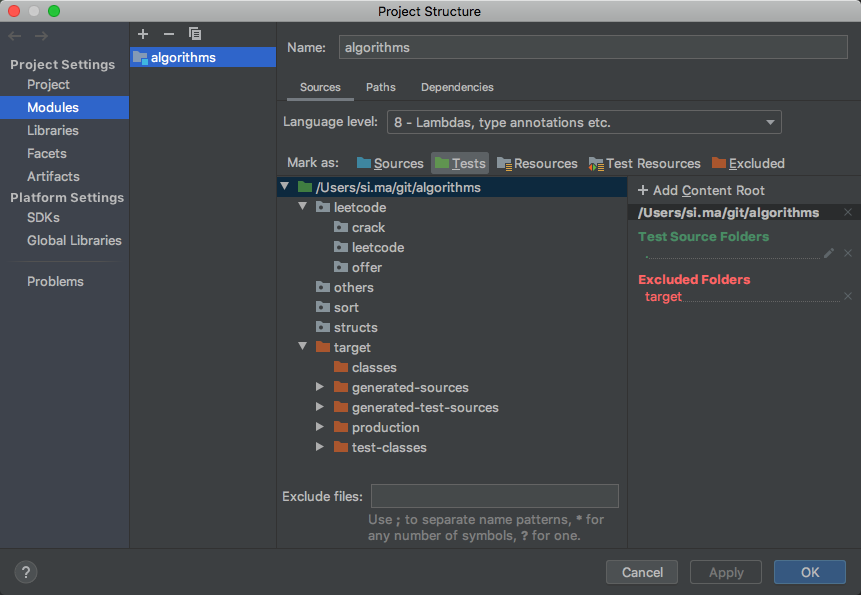 Project Structure
Project Settings
Project
Modules
Libraries
Facets
Artifacts
Platform Settings
SDKs
Global Libraries
Problems
algorithms
Name: algorithms
Sources Paths Dependencies
Language level: 8 - Lambdas, type annotations etc.
Mark as: Sources Tests Resources Test Resources Excluded
/Users/si.ma/git/algorithms
leetcode
crack
leetcode
offer
others
sort
structs
target
classes
generated-sources
generated-test-sources
production
test-classes
+ Add Content Root
/Users/si.ma/git/algorithms
Test Source Folders
.
Excluded Folders
target
Exclude files:
Use ; to separate name patterns, * for
any number of symbols, ? for one.
? Cancel Apply OK